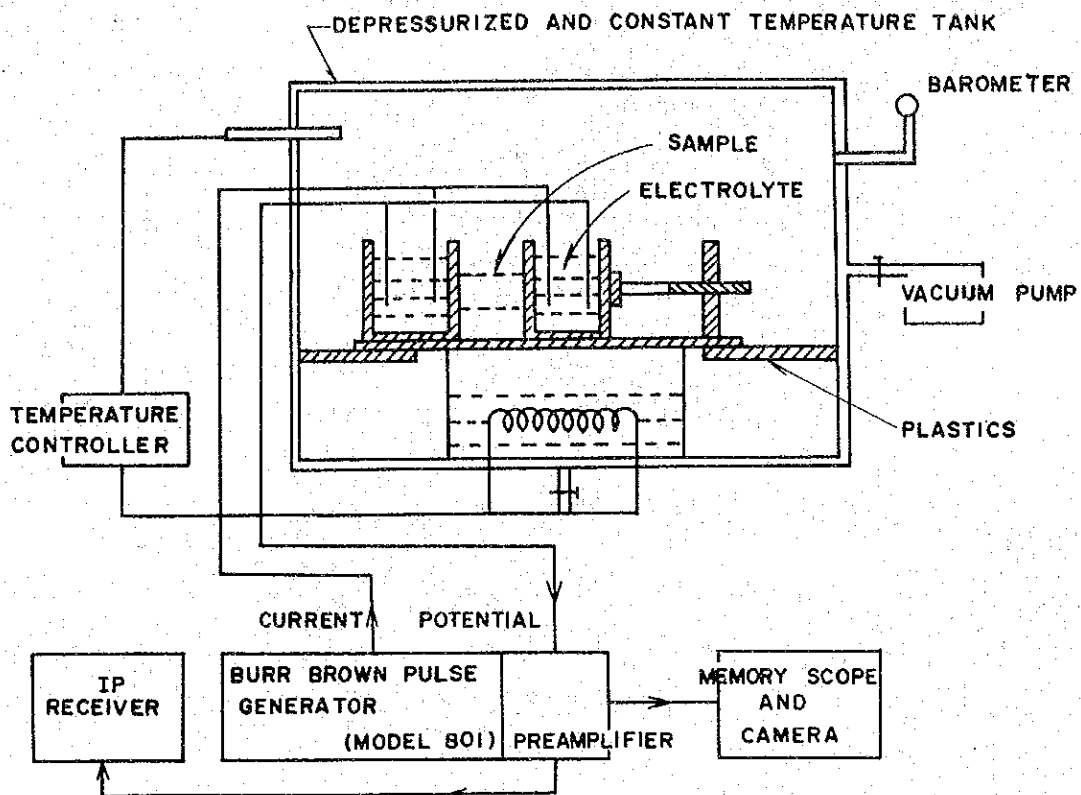 DEPRESSURIZED AND CONSTANT TEMPERATURE TANK
BAROMETER
SAMPLE
ELECTROLYTE
VACUUM PUMP
TEMPERATURE
CONTROLLER
PLASTICS
CURRENT
POTENTIAL
IP
RECEIVER
BURR BROWN PULSE
GENERATOR
(MODEL 801)
PREAMPLIFIER
MEMORY SCOPE
AND
CAMERA